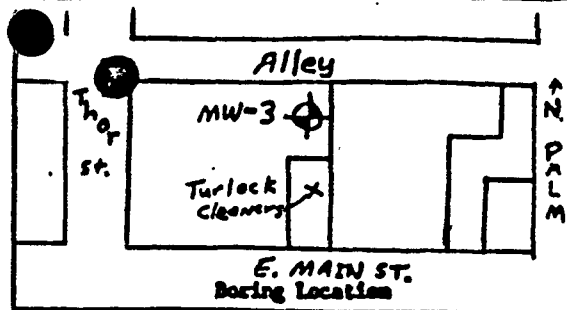 Alley
Thor
St.
MW-3
Turlock
Cleaners
N. PALM
E. MAIN ST.
Boring Location